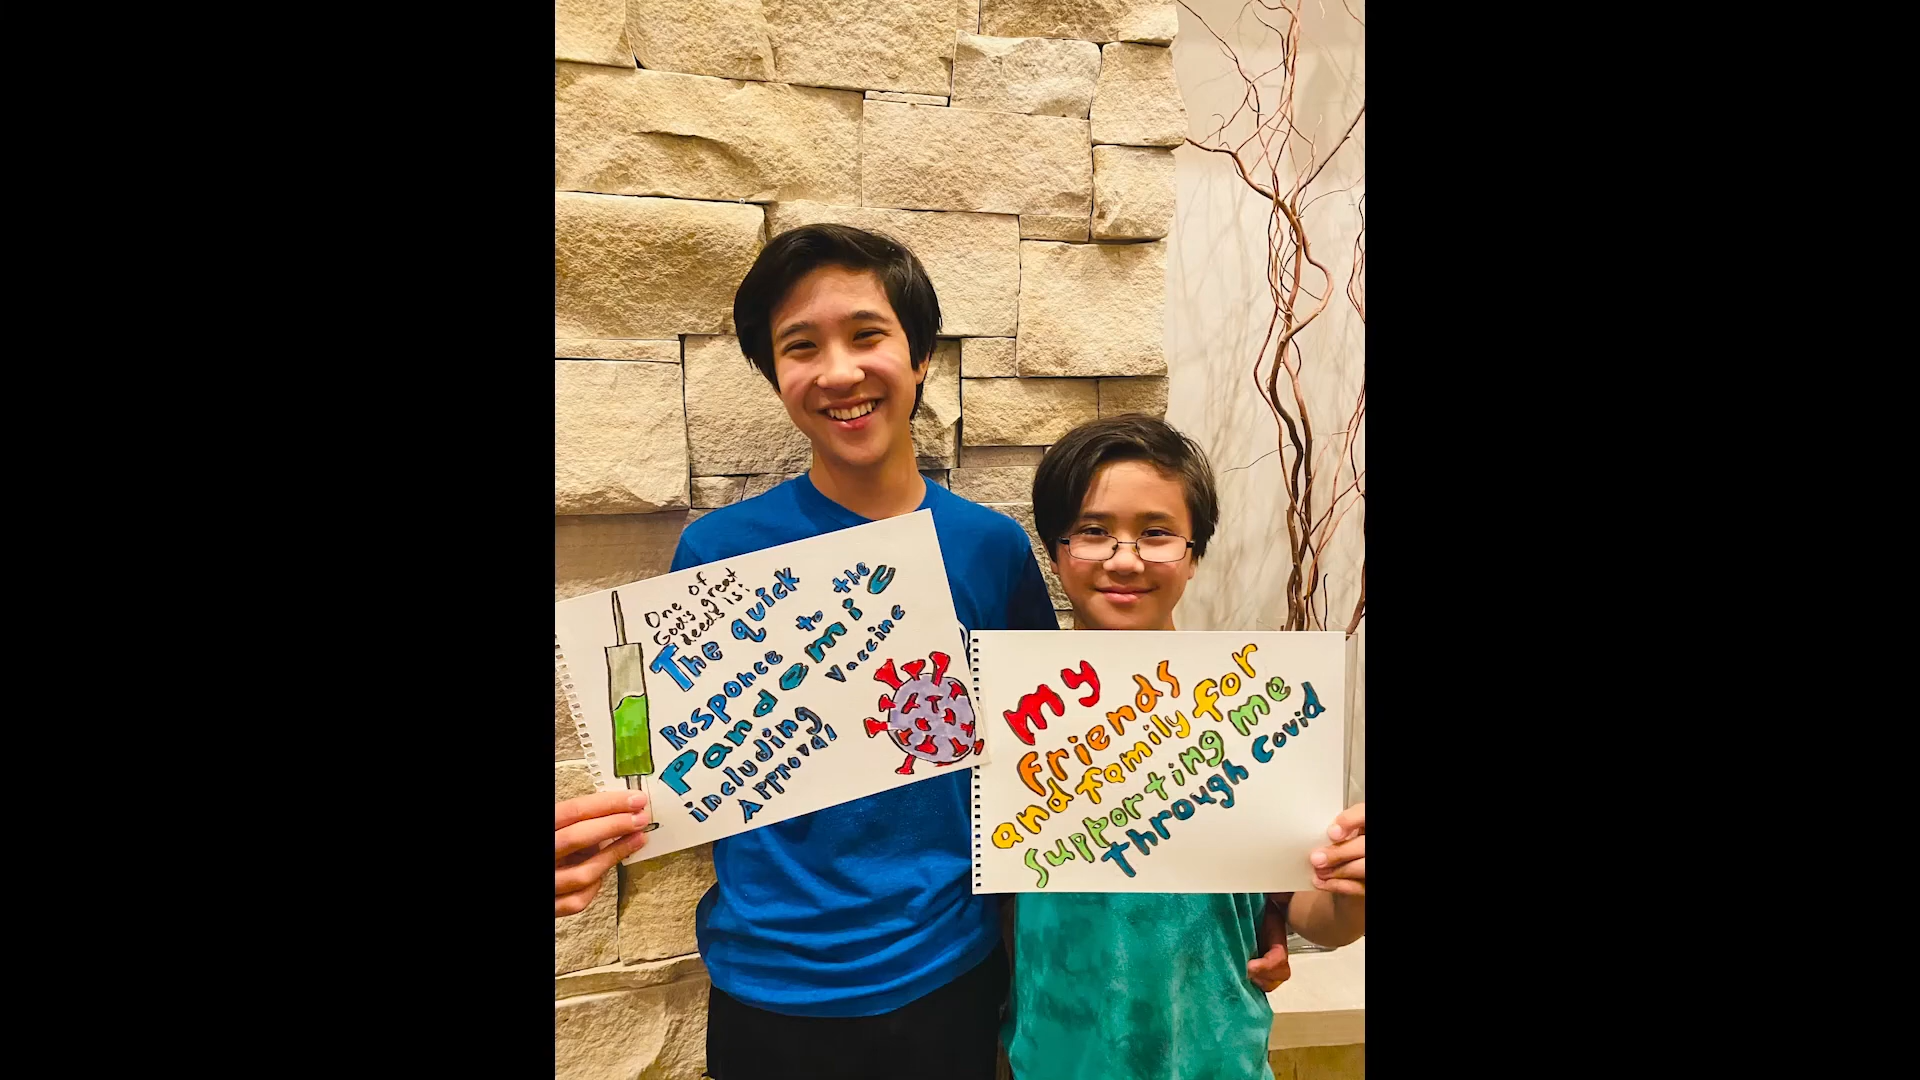 One of
God's great
deeds is:
The quick
Responce to the
Pandemic
Vaccine
including
Approval
My
friends
and family for
supporting me
through Covid